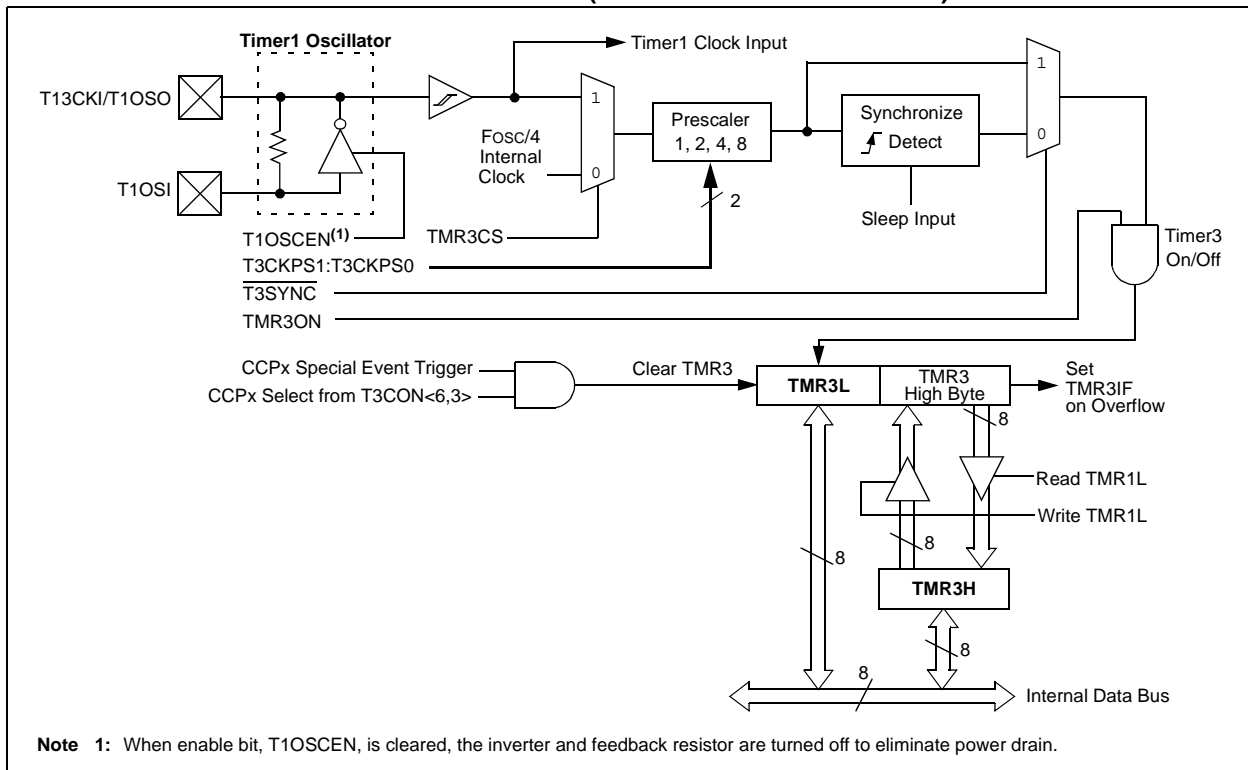 Timer1 Oscillator
Timer1 Clock Input
T13CKI/T1OSO
T1OSI
1
0
FOSC/4
Internal
Clock
Prescaler
1, 2, 4, 8
2
Synchronize
Detect
1
0
Sleep Input
T1OSCEN(1)
TMR3CS
T3CKPS1:T3CKPS0
T3SYNC
TMR3ON
Timer3
On/Off
CCPx Special Event Trigger
CCPx Select from T3CON<6,3>
Clear TMR3
TMR3L
TMR3
High Byte
Set
TMR3IF
on Overflow
8
Read TMR1L
Write TMR1L
8
8
TMR3H
8
8
Internal Data Bus
Note 1: When enable bit, T1OSCEN, is cleared, the inverter and feedback resistor are turned off to eliminate power drain.